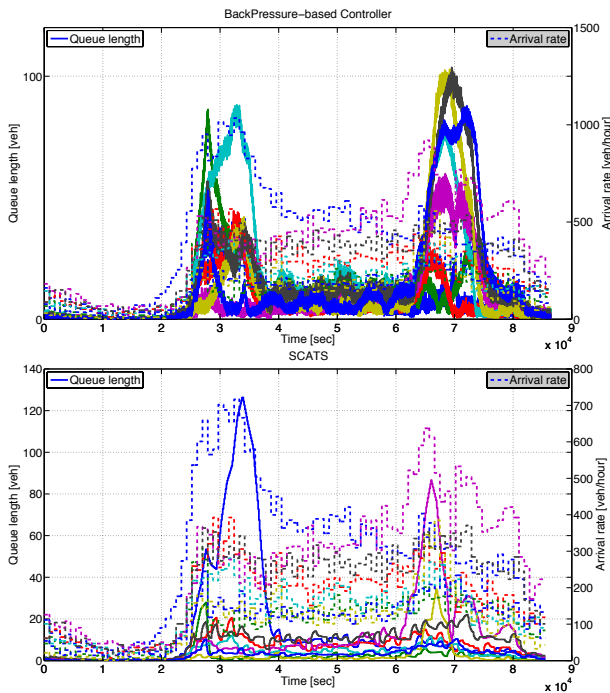 BackPressure-based Controller
Queue length
Arrival rate
1500
1000
500
0
100
0
Queue length [veh]
Arrival rate [veh/hour]
0 1 2 3 4 5 6 7 8 9
Time [sec]
x 10^4
SCATS
Queue length
Arrival rate
140
120
100
80
60
40
20
0
800
700
600
500
400
300
200
100
0
Queue length [veh]
Arrival rate [veh/hour]
0 1 2 3 4 5 6 7 8 9
Time [sec]
x 10^4